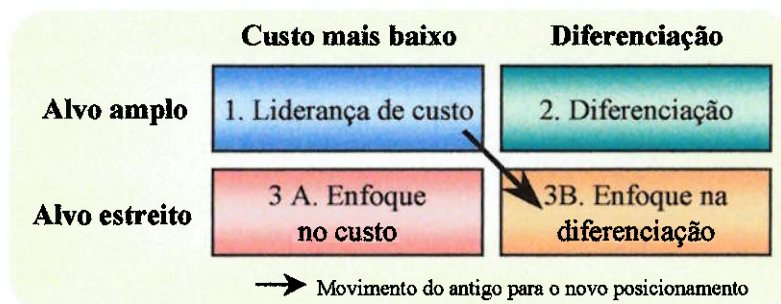 Custo mais baixo Diferenciação
Alvo amplo 1. Liderança de custo 2. Diferenciação
Alvo estreito 3 A. Enfoque no custo 3B. Enfoque na diferenciação
Movimento do antigo para o novo posicionamento